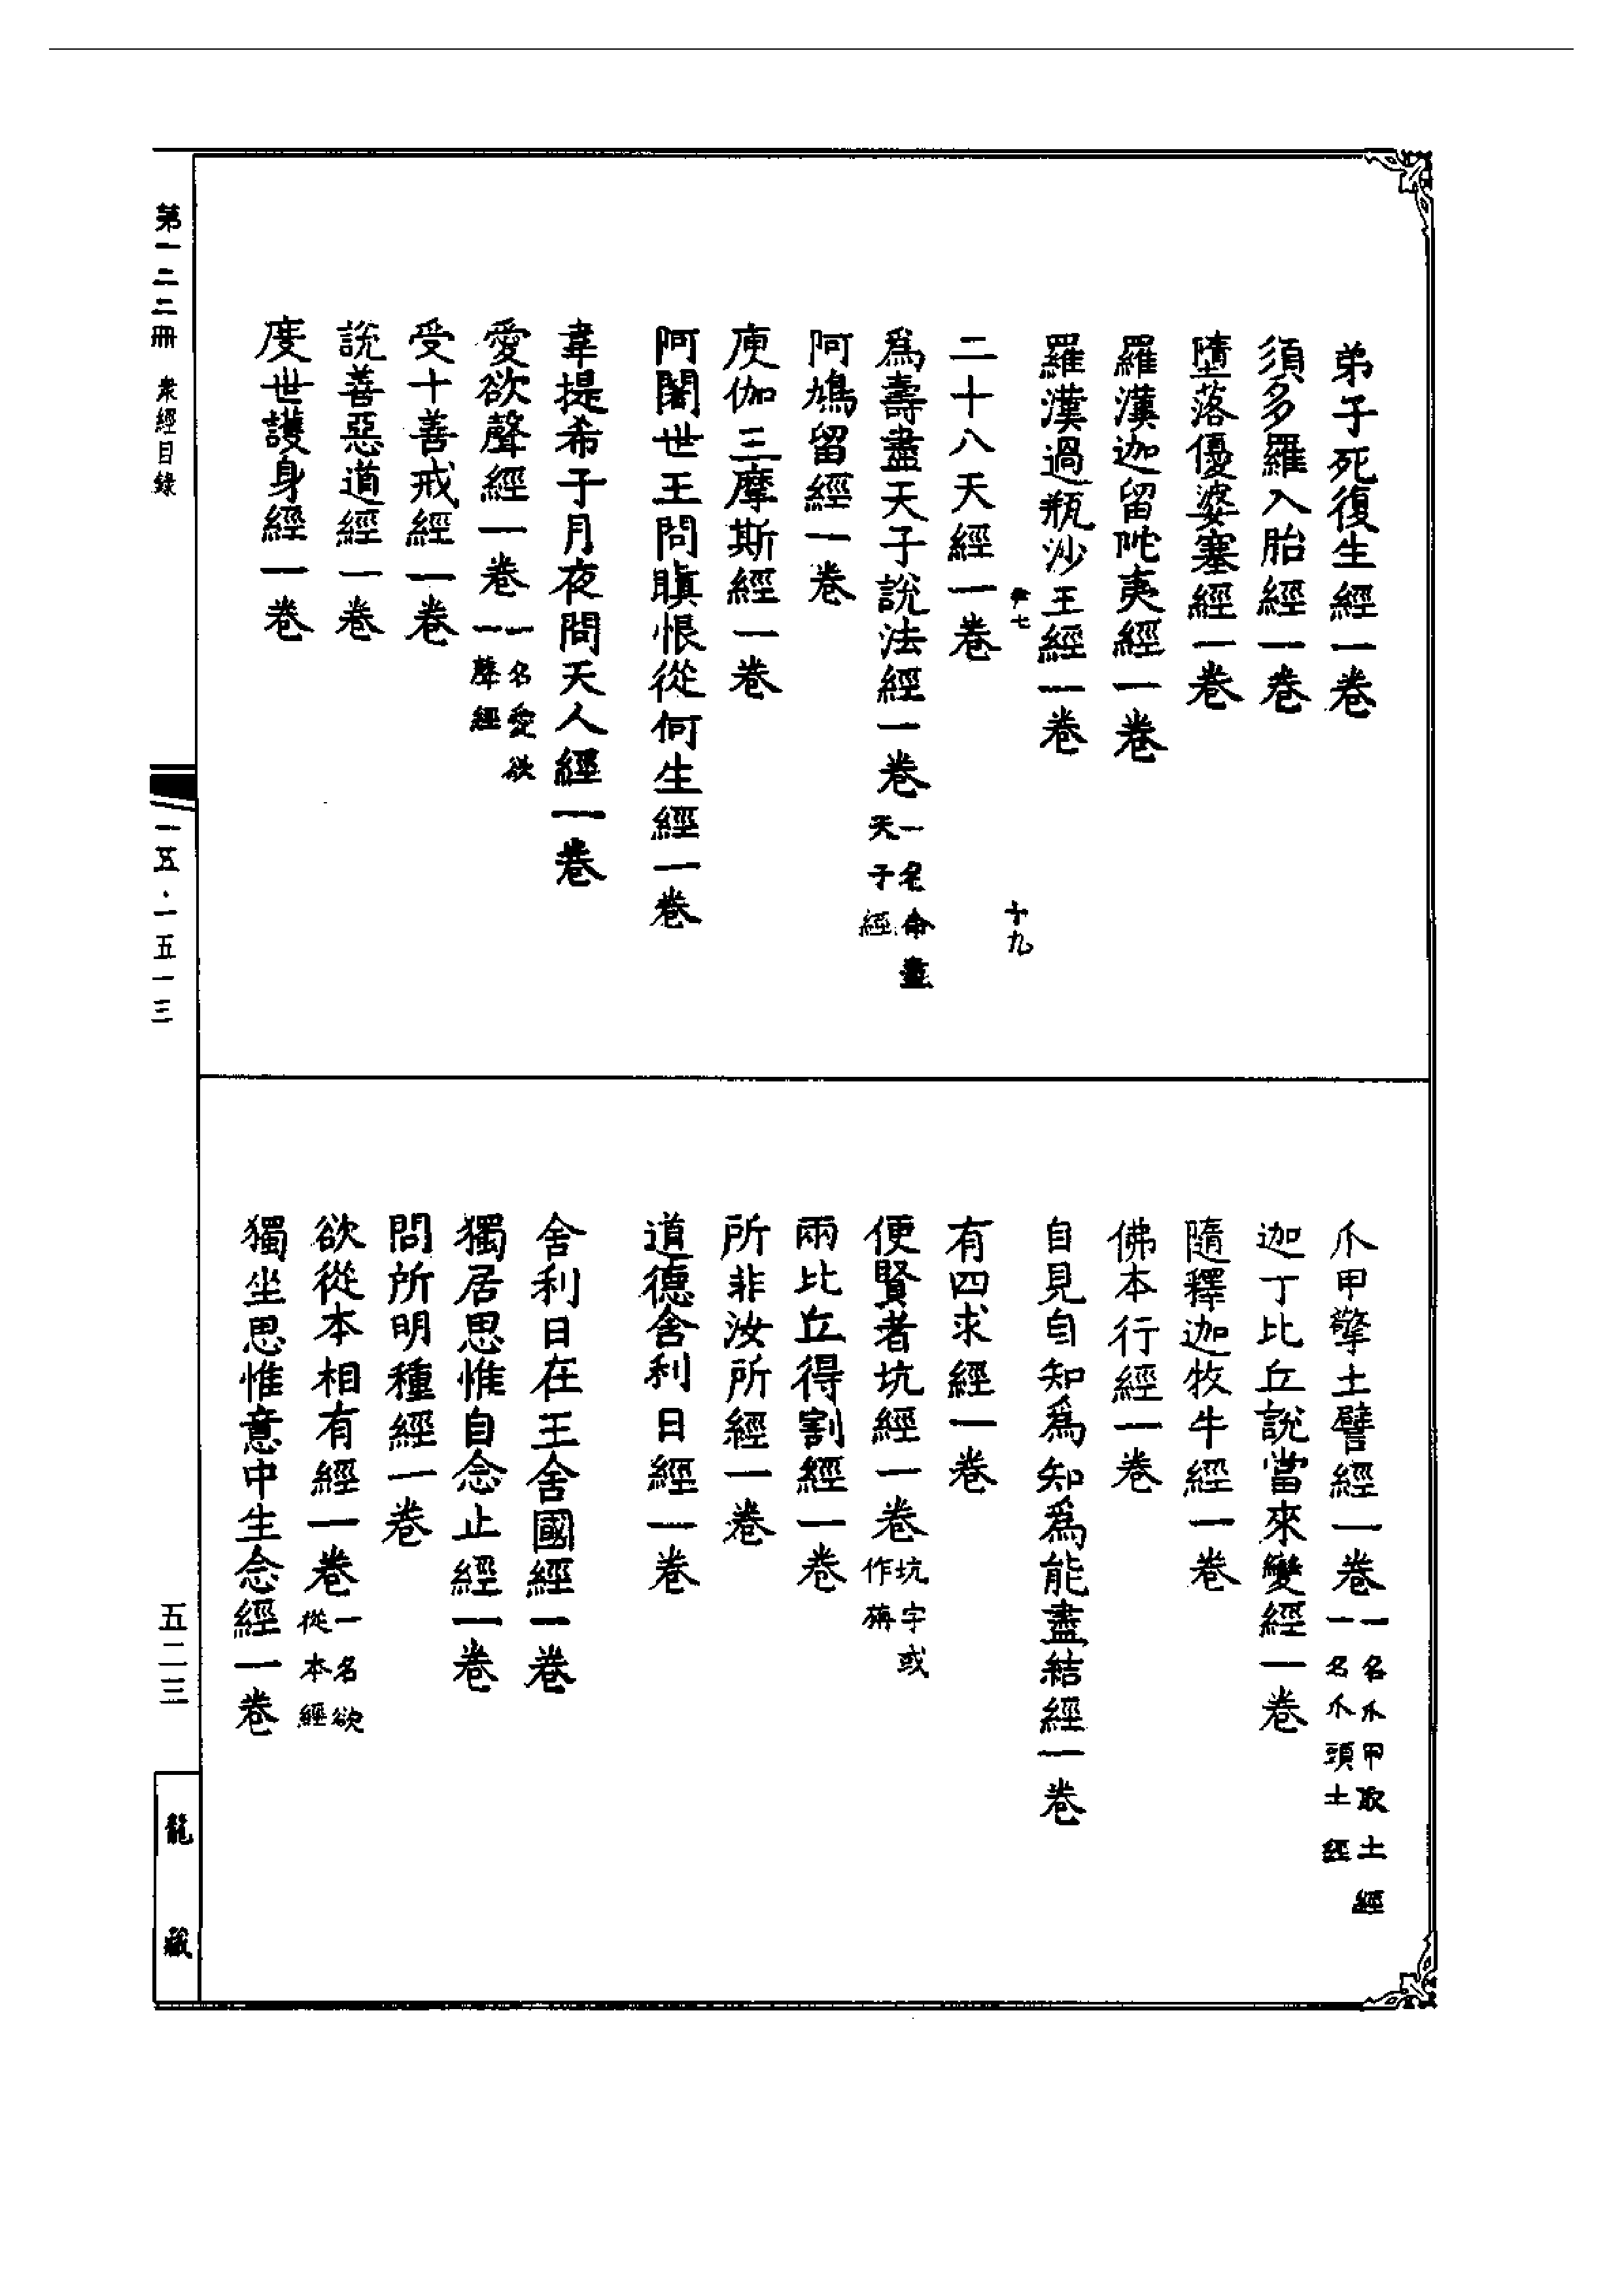 弟子死復生經一卷
須多羅入胎經一卷
墮落優婆塞經一卷
羅漢迦留陀夷經一卷
羅漢過瓶沙王經一卷
七 十九
二十八天經一卷
為壽盡天子說法經一卷 一名命盡天子經
阿鳩留經一卷
庾伽三摩斯經一卷
阿闍世王問瞋恨從何生經一卷
韋提希子月夜問天人經一卷
愛欲聲經一卷 一名愛欲一聲經
受十善戒經一卷
說善惡道經一卷
度世護身經一卷
爪甲擎土譬經一卷 一名爪甲取土經 一名爪頭土經
迦丁比丘說當來變經一卷
隨釋迦牧牛經一卷
佛本行經一卷
自見自知為知為能盡結經一卷
有四求經一卷
便賢者坑經一卷 坑字或作
兩比丘得割經一卷
所非汝所經一卷
道德舍利日經一卷
舍利日在王舍國經一卷
獨居思惟自念止經一卷
問所明種經一卷
欲從本相有經一卷 一名欲從本經
獨坐思惟意中生念經一卷
第一二二冊 衆經目錄
一五·一五一三
五二三
龍藏